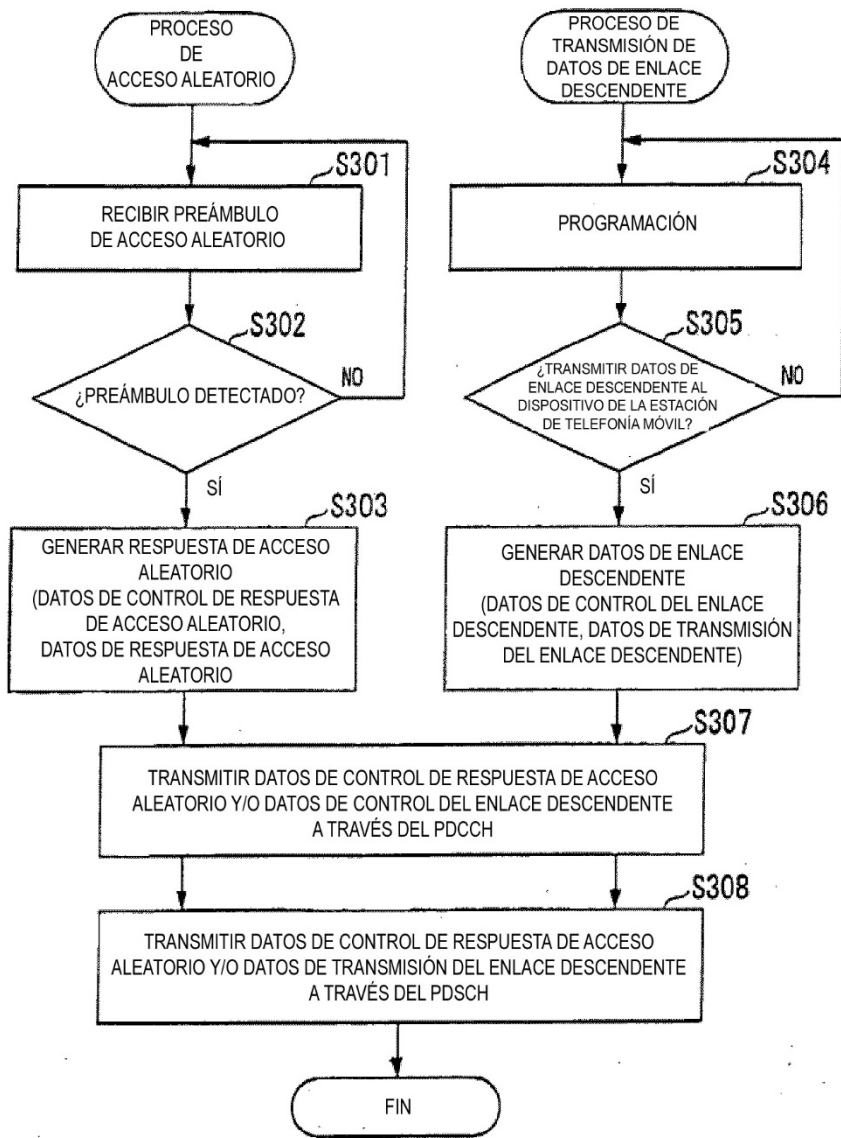 PROCESO
DE
ACCESO ALEATORIO
S301
RECIBIR PREÁMBULO
DE ACCESO ALEATORIO
S302
¿PREÁMBULO DETECTADO?
NO
SÍ
S303
GENERAR RESPUESTA DE ACCESO
ALEATORIO
(DATOS DE CONTROL DE RESPUESTA
DE ACCESO ALEATORIO,
DATOS DE RESPUESTA DE ACCESO
ALEATORIO
PROCESO DE
TRANSMISIÓN DE
DATOS DE ENLACE
DESCENDENTE
S304
PROGRAMACIÓN
S305
¿TRANSMITIR DATOS DE
ENLACE DESCENDENTE AL
DISPOSITIVO DE LA ESTACIÓN
DE TELEFONÍA MÓVIL?
NO
SÍ
S306
GENERAR DATOS DE ENLACE
DESCENDENTE
(DATOS DE CONTROL DEL ENLACE
DESCENDENTE, DATOS DE TRANSMISIÓN
DEL ENLACE DESCENDENTE)
S307
TRANSMITIR DATOS DE CONTROL DE RESPUESTA DE ACCESO
ALEATORIO Y/O DATOS DE CONTROL DEL ENLACE DESCENDENTE
A TRAVÉS DEL PDCCH
S308
TRANSMITIR DATOS DE CONTROL DE RESPUESTA DE ACCESO
ALEATORIO Y/O DATOS DE TRANSMISIÓN DEL ENLACE DESCENDENTE
A TRAVÉS DEL PDSCH
FIN